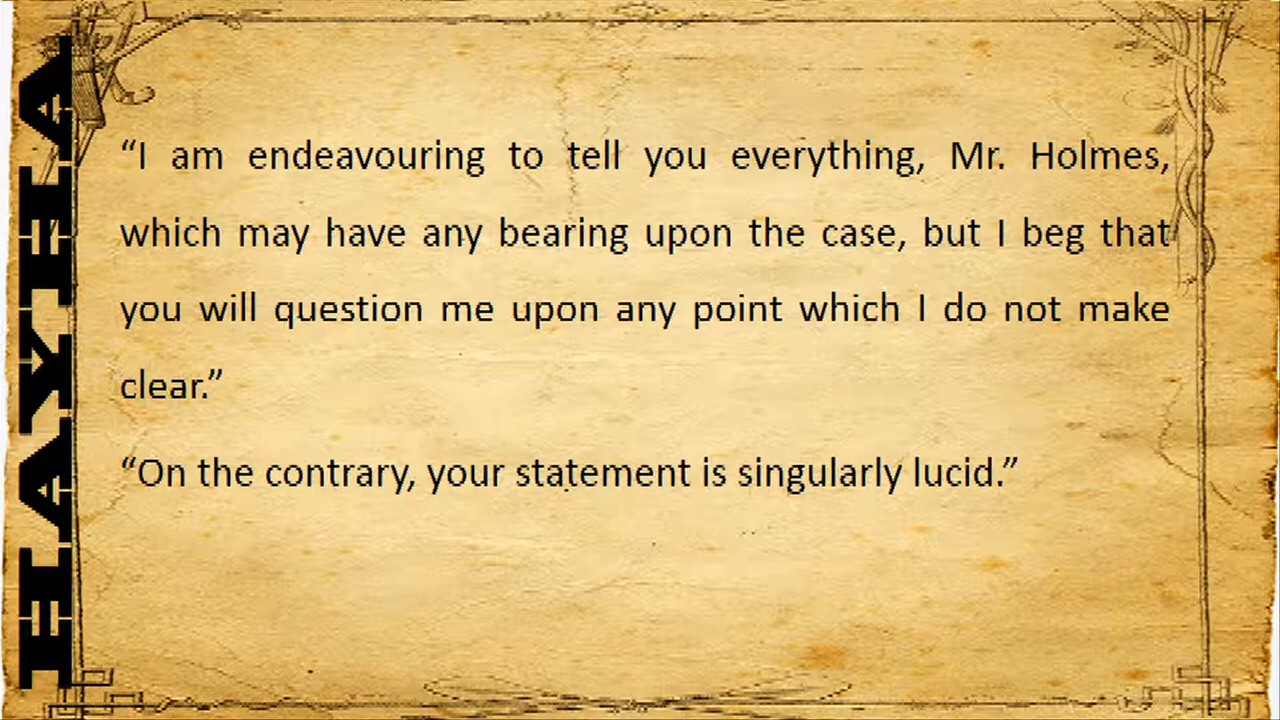 HAYHA
“I am endeavouring to tell you everything, Mr. Holmes,
which may have any bearing upon the case, but I beg that
you will question me upon any point which I do not make
clear.”
“On the contrary, your statement is singularly lucid.”